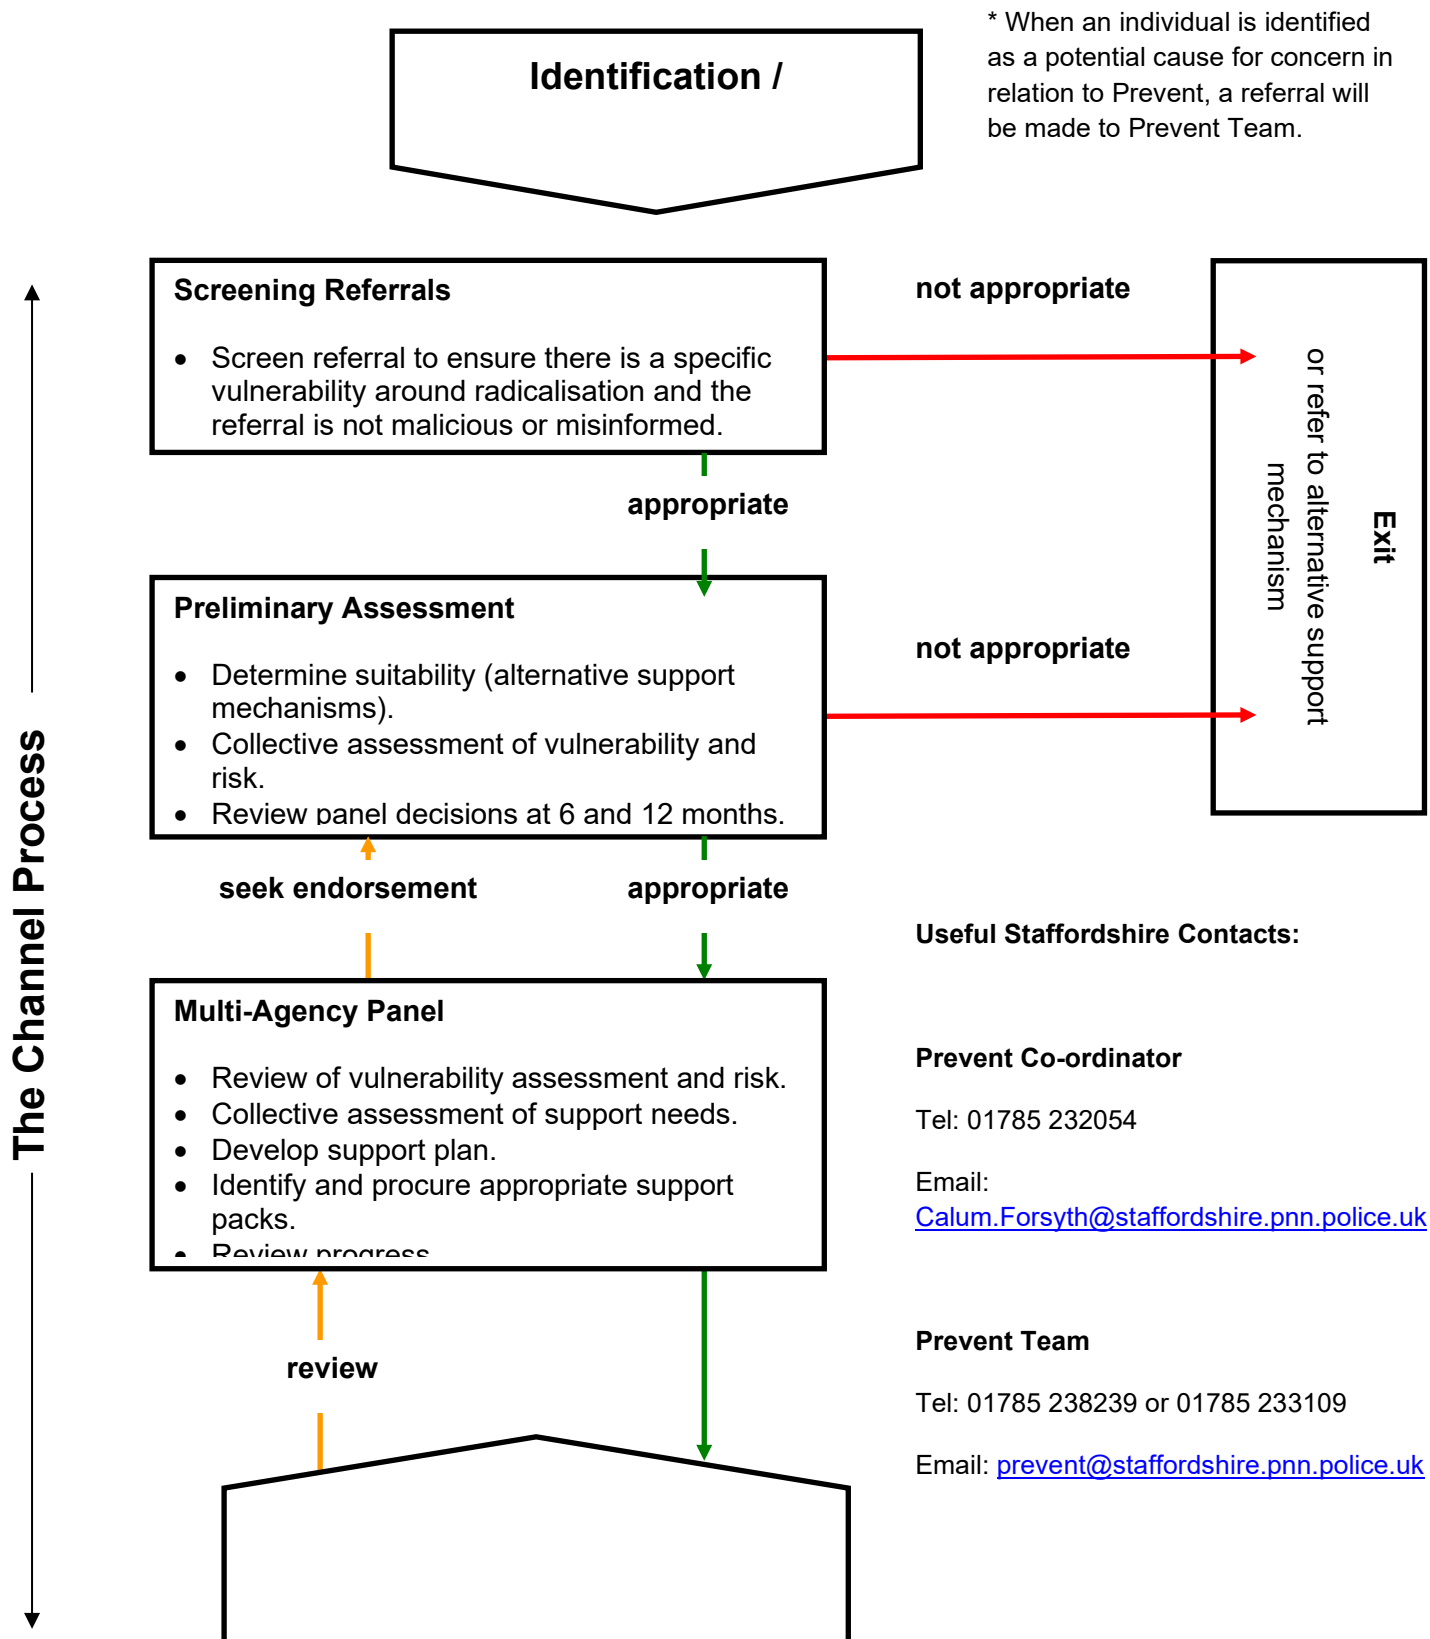 Identification /
* When an individual is identified
as a potential cause for concern in
relation to Prevent, a referral will
be made to Prevent Team.
The Channel Process
Screening Referrals
• Screen referral to ensure there is a specific
vulnerability around radicalisation and the
referral is not malicious or misinformed.
not appropriate
Exit
or refer to alternative support
mechanism
appropriate
Preliminary Assessment
• Determine suitability (alternative support
mechanisms).
• Collective assessment of vulnerability and
risk.
• Review panel decisions at 6 and 12 months.
not appropriate
seek endorsement
appropriate
Multi-Agency Panel
• Review of vulnerability assessment and risk.
• Collective assessment of support needs.
• Develop support plan.
• Identify and procure appropriate support
packs.
• Review progress
review
Useful Staffordshire Contacts:
Prevent Co-ordinator
Tel: 01785 232054
Email:
Calum.Forsyth@staffordshire.pnn.police.uk
Prevent Team
Tel: 01785 238239 or 01785 233109
Email: prevent@staffordshire.pnn.police.uk